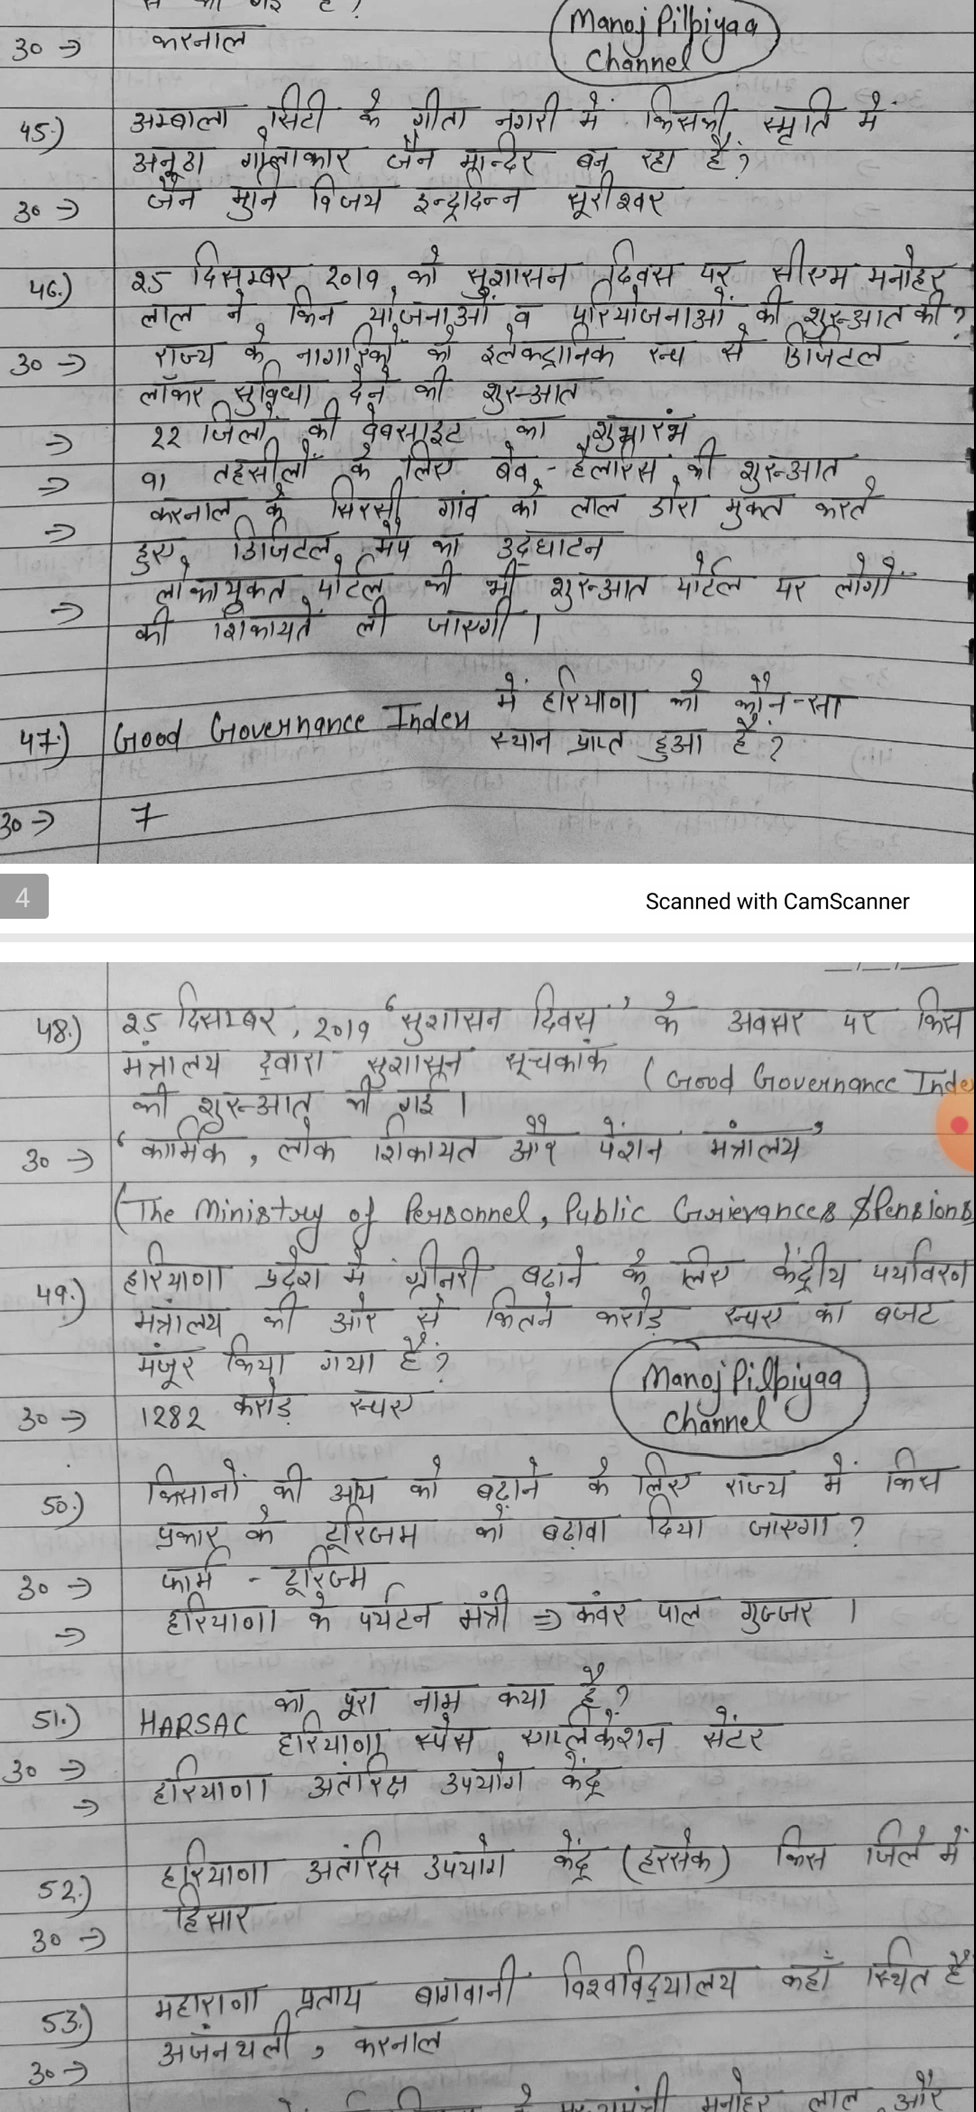 करनाल
Manoj Pilpiyaa
Channel
30 ⇒
45.) अम्बाला सिटी के गीता नगरी में किसकी स्मृति में
अनूठा गोलाकार जैन मन्दिर बन रहा है?
30 ⇒ जैन मुनि विजय इन्द्रदिन्न सूरीश्वर
46.) 25 दिसम्बर 2019 को सुशासन दिवस पर सीएम मनोहर
लाल ने किन योजनाओं व परियोजनाओं की शुरुआत की?
30 ⇒ राज्य के नागरिकों को इलेक्ट्रानिक रूप से डिजिटल
लॉकर सुविधा देने की शुरुआत
⇒ 22 जिलों की वेबसाइट का शुभारंभ
⇒ 91 तहसीलों के लिए वेब-हैलरिस की शुरुआत
⇒ करनाल के सिरसी गांव को लाल डोरा मुक्त करते
हुए डिजिटल मैप का उद्घाटन
⇒ लोकायुक्त पोर्टल की भी शुरुआत पोर्टल पर लोगों
की शिकायतें ली जाएगी।
47.) Good Governance Index में हरियाणा को कौन-सा
स्थान प्राप्त हुआ है?
30 ⇒ 7
4
Scanned with CamScanner
48.) 25 दिसम्बर, 2019 'सुशासन दिवस' के अवसर पर किस
मंत्रालय द्वारा सुशासन सूचकांक (Good Governance Inde
की शुरुआत की गई।
30 ⇒ 'कार्मिक, लोक शिकायत और पेंशन मंत्रालय'
(The Ministry of Personnel, Public Grievances & Pensions
49.) हरियाणा प्रदेश में ग्रीनरी बढ़ाने के लिए केंद्रीय पर्यावरण
मंत्रालय की ओर से कितने करोड़ रूपए का बजट
मंजूर किया गया है?
30 ⇒ 1282 करोड़ रूपए
Manoj Pilpiyaa
Channel
50.) किसानों की आय को बढ़ाने के लिए राज्य में किस
प्रकार के टूरिजम को बढ़ावा दिया जाएगा?
30 ⇒ फार्म - टूरिज्म
⇒ हरियाणा के पर्यटन मंत्री ⇒ कंवर पाल गुज्जर ।
51.) HARSAC का पूरा नाम क्या है?
30 ⇒ हरियाणा स्पेस एप्लिकेशन सेंटर
⇒ हरियाणा अतंरिक्ष उपयोग केंद्र
52.) हरियाणा अतंरिक्ष उपयोग केंद्र (हरसेक) किस जिले में
30 ⇒ हिसार
53.) महाराणा प्रताप बागवानी विश्वविद्यालय कहाँ स्थित है
30 ⇒ अंजनथली, करनाल
मनोहर लाल और